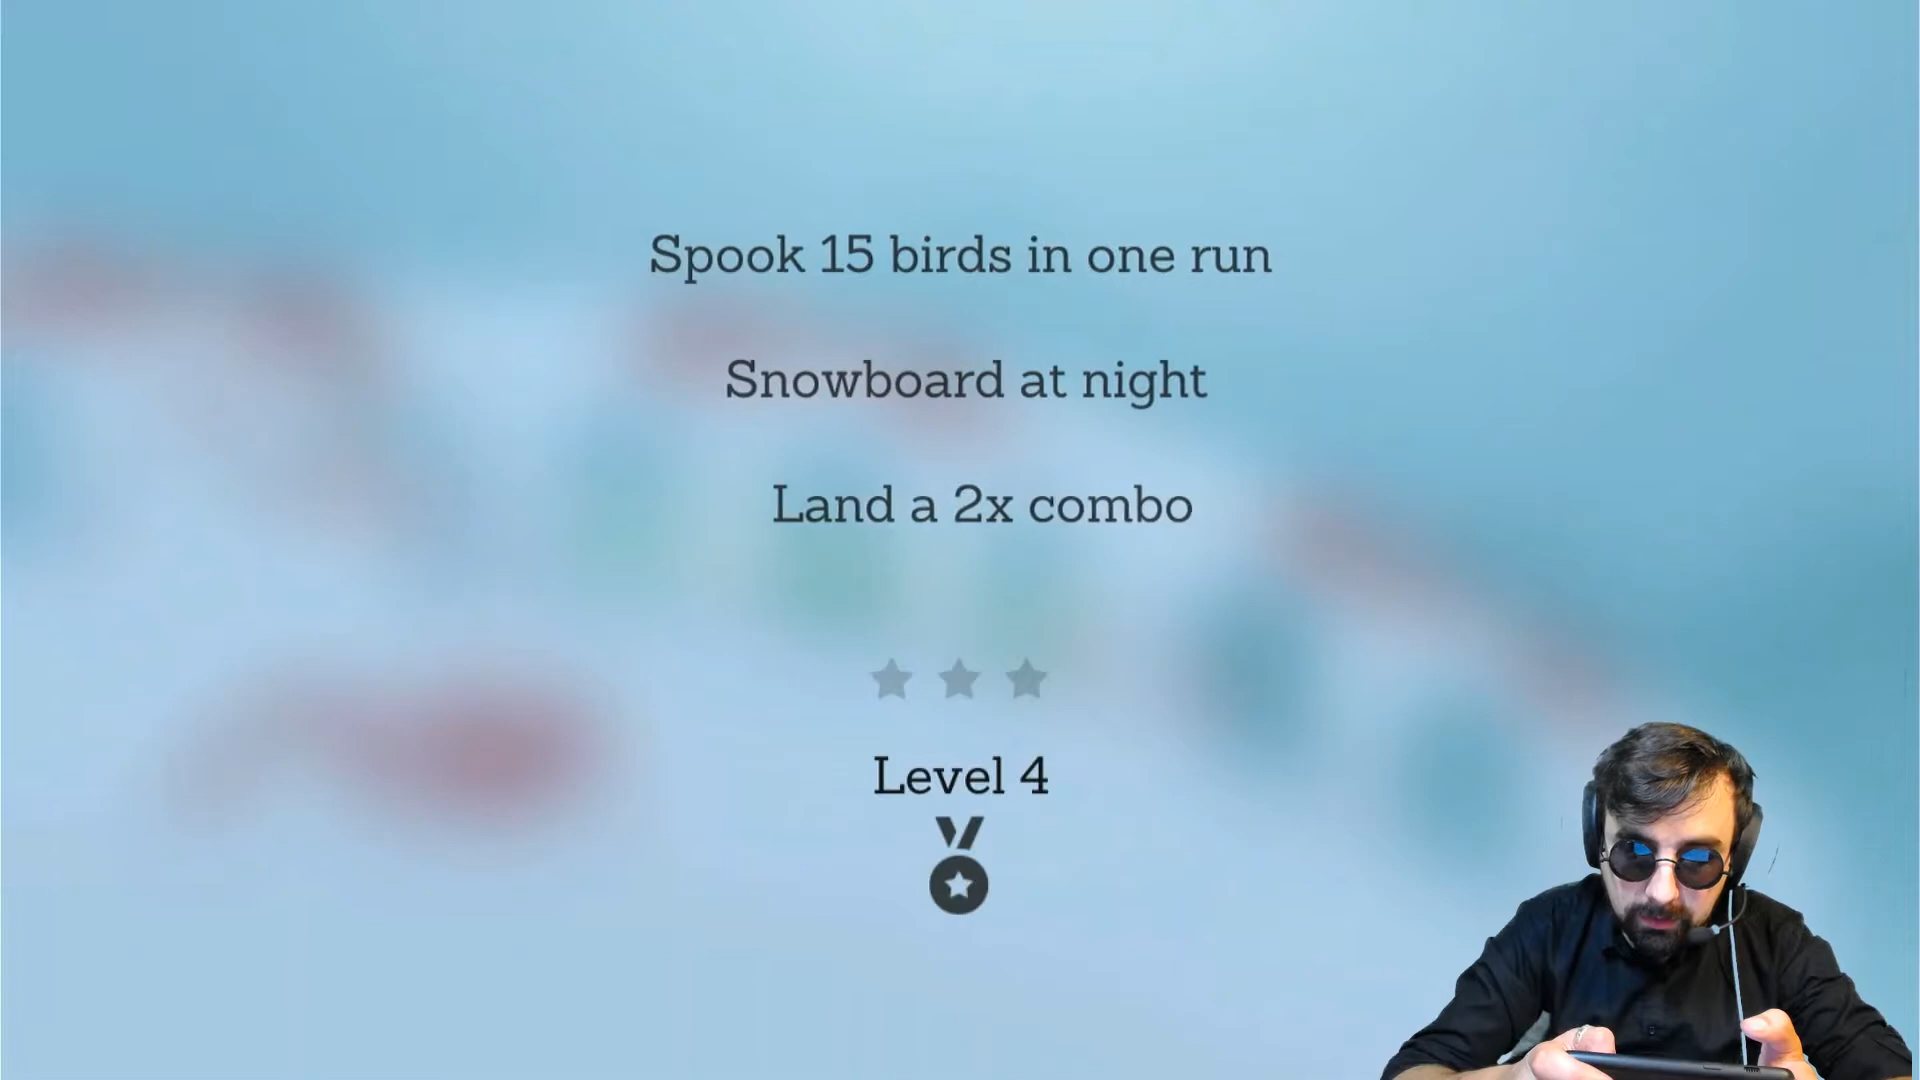 Spook 15 birds in one run
Snowboard at night
Land a 2x combo
Level 4